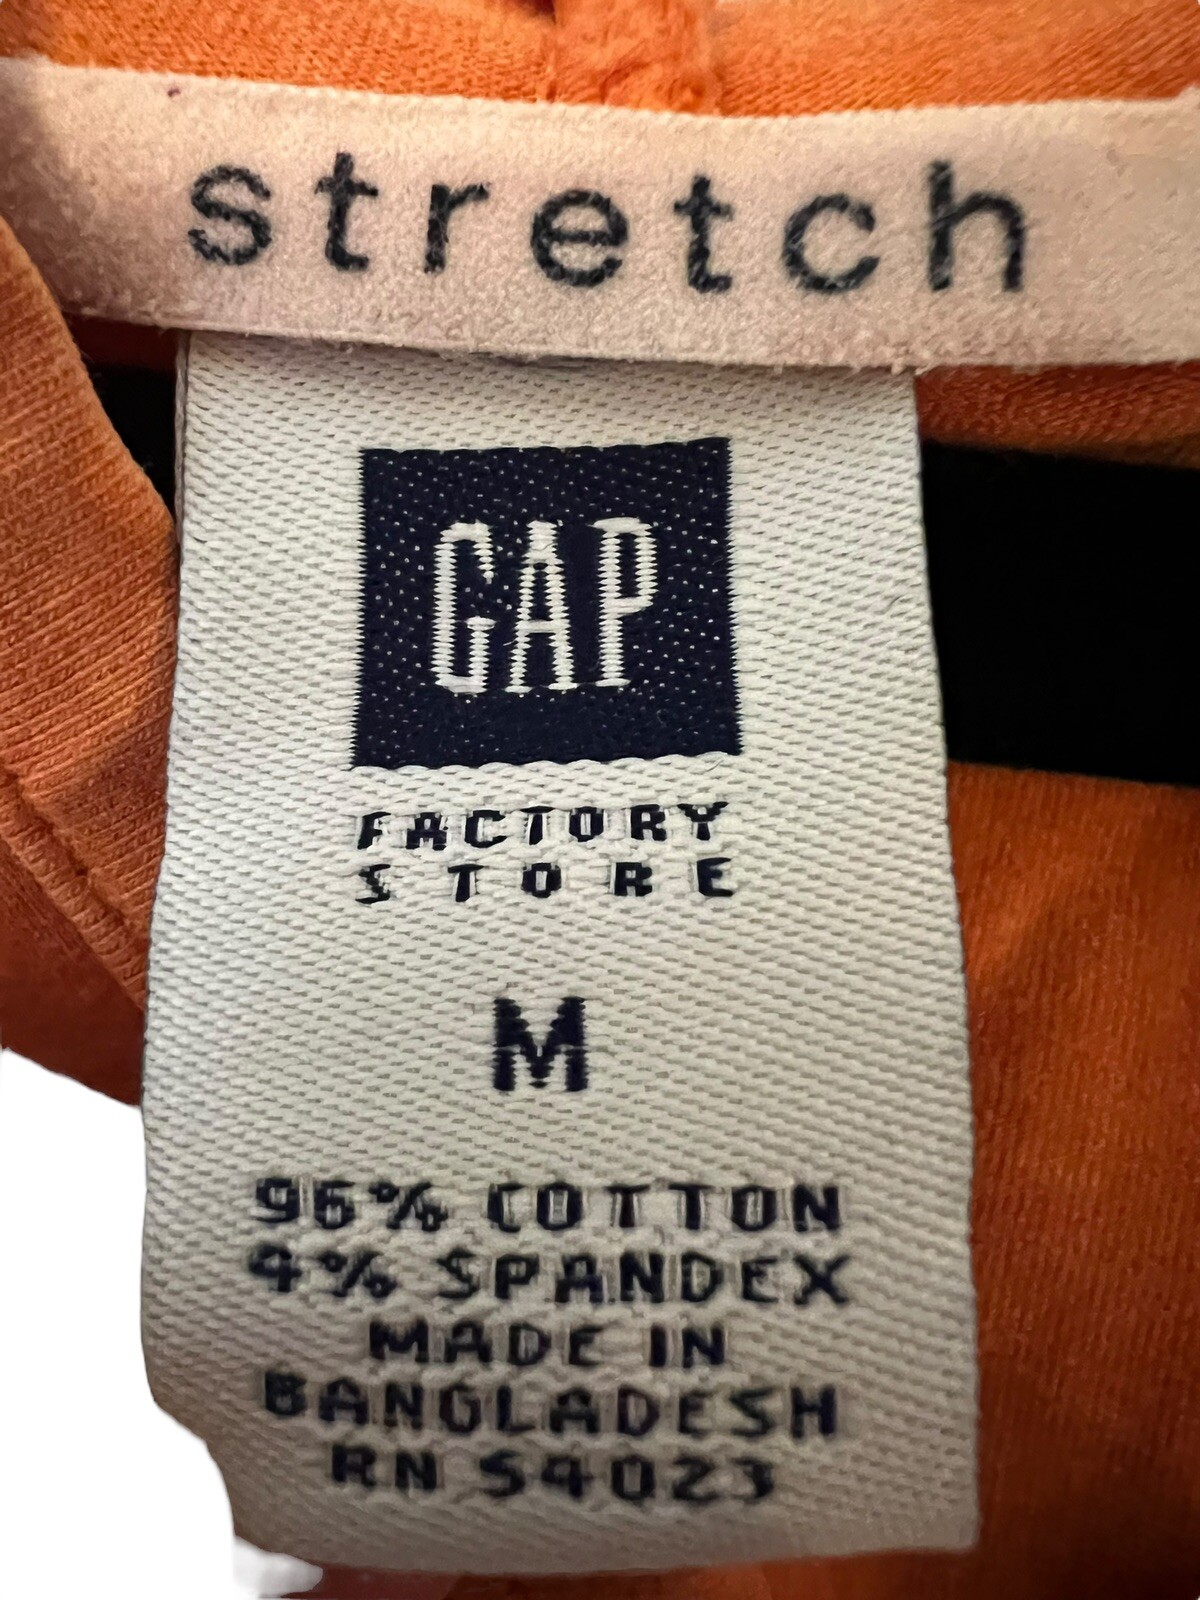 stretch
GAP
FACTORY
STORE
M
96% COTTON
4% SPANDEX
MADE IN
BANGLADESH
RN 54023